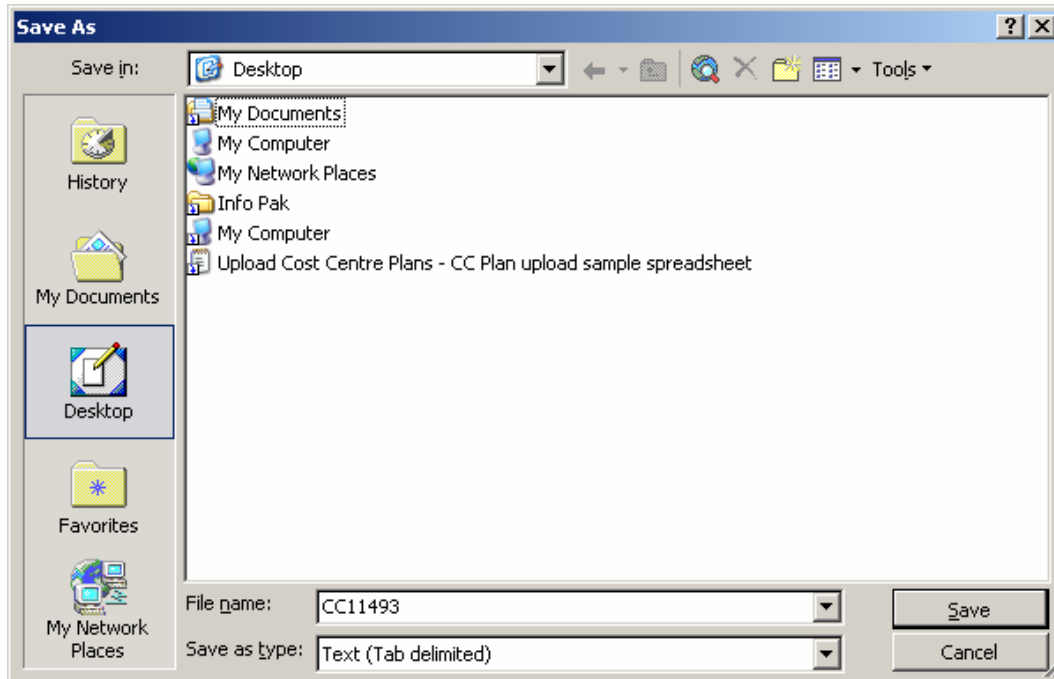 Save As
Save in:
Desktop
Tools
History
My Documents
Desktop
Favorites
My Network
Places
My Documents
My Computer
My Network Places
Info Pak
My Computer
Upload Cost Centre Plans - CC Plan upload sample spreadsheet
File name:
CC11493
Save
Save as type:
Text (Tab delimited)
Cancel